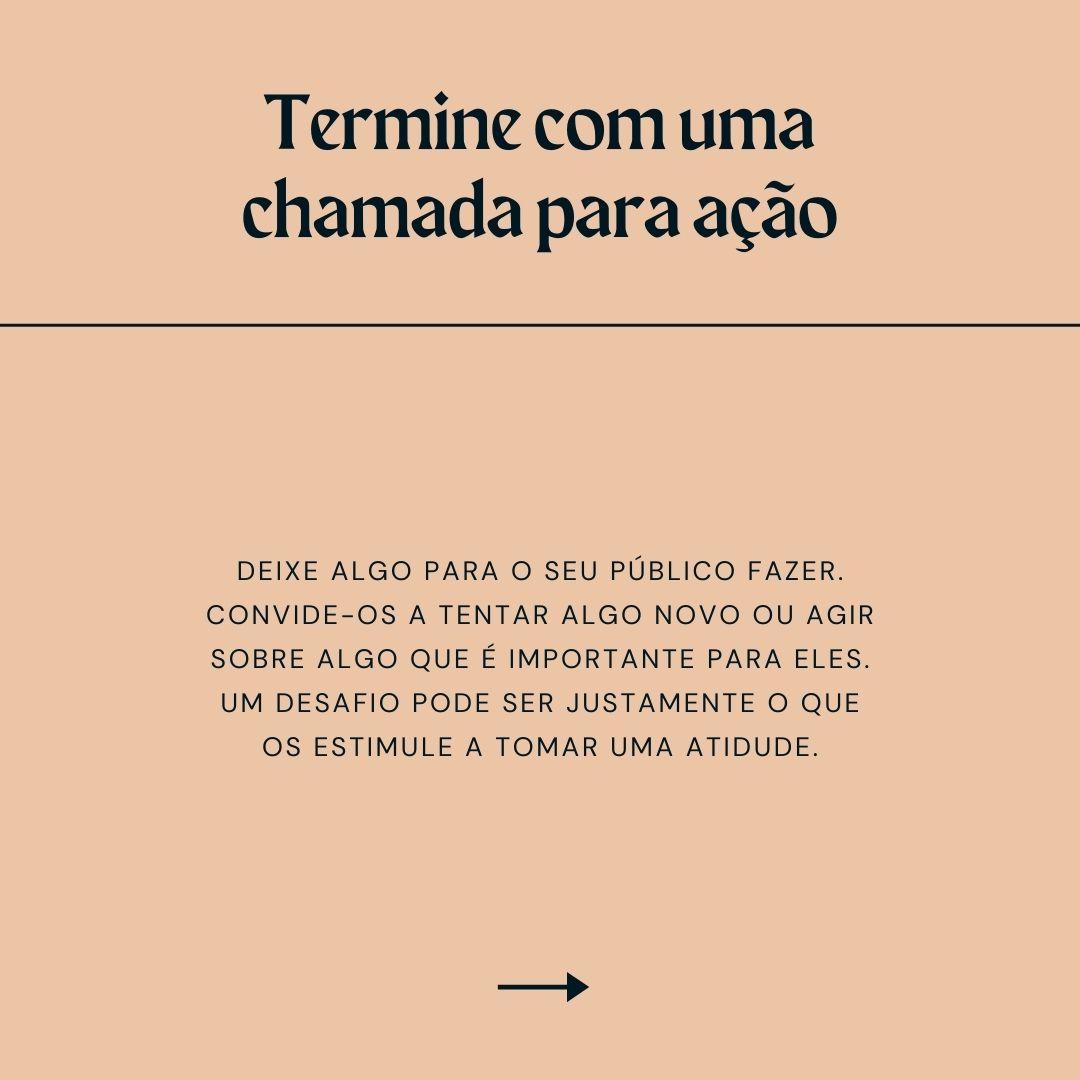 Termine com uma
chamada para ação
DEIXE ALGO PARA O SEU PÚBLICO FAZER.
CONVIDE-OS A TENTAR ALGO NOVO OU AGIR
SOBRE ALGO QUE É IMPORTANTE PARA ELES.
UM DESAFIO PODE SER JUSTAMENTE O QUE
OS ESTIMULE A TOMAR UMA ATIDUDE.